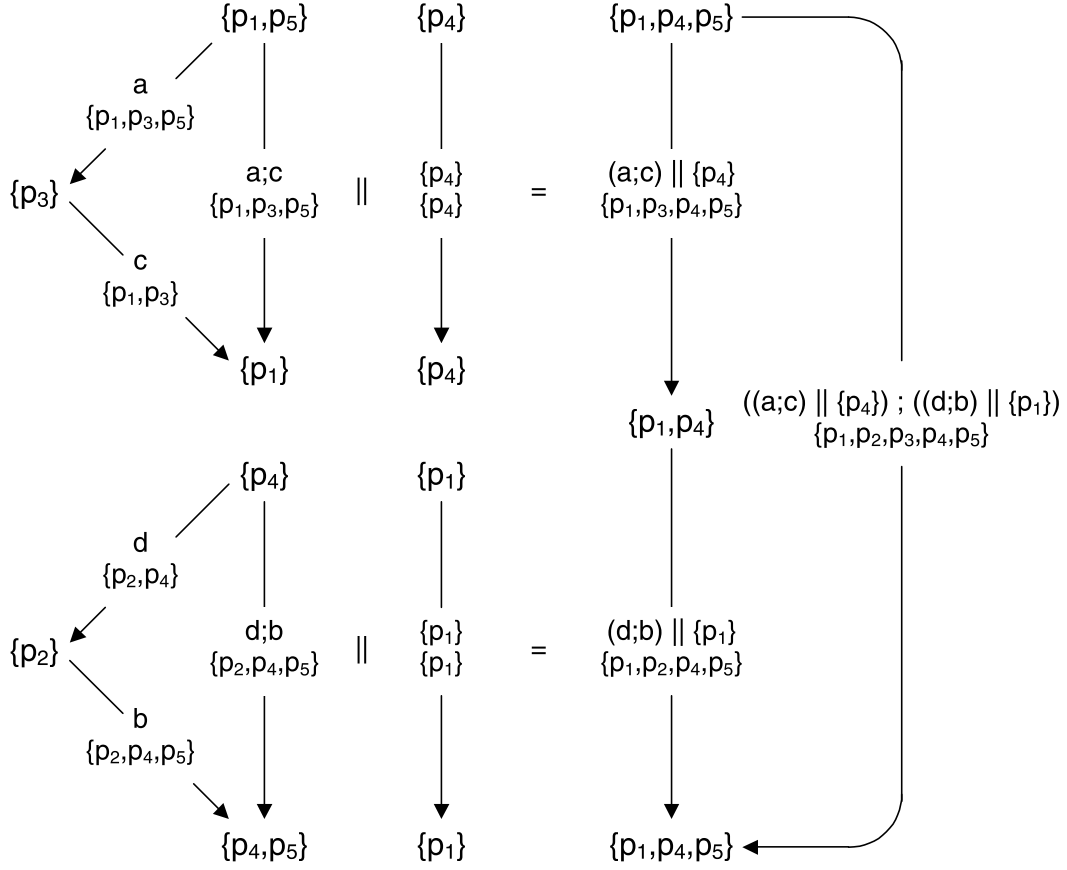 {p₁,p₅} {p₄} {p₁,p₄,p₅}
a
{p₁,p₃,p₅}
a;c {p₄} (a;c) || {p₄}
{p₃} || =
{p₁,p₃,p₅} {p₄} {p₁,p₃,p₄,p₅}
c
{p₁,p₃}
{p₁} {p₄}
((a;c) || {p₄}) ; ((d;b) || {p₁})
{p₁,p₄}
{p₁,p₂,p₃,p₄,p₅}
{p₄} {p₁}
d
{p₂,p₄}
d;b {p₁} (d;b) || {p₁}
{p₂} || =
{p₂,p₄,p₅} {p₁} {p₁,p₂,p₄,p₅}
b
{p₂,p₄,p₅}
{p₄,p₅} {p₁} {p₁,p₄,p₅}